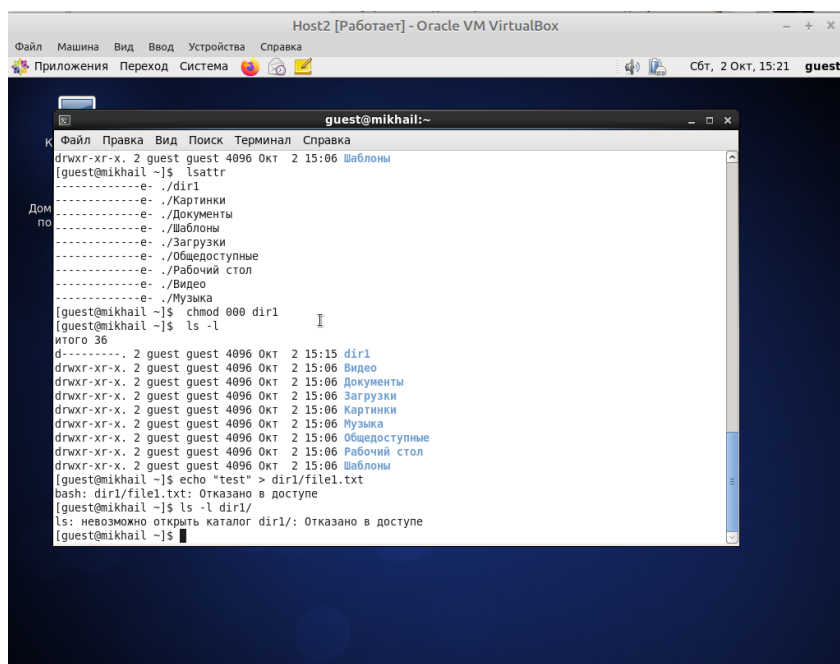 Host2 [Работает] - Oracle VM VirtualBox
Файл Машина Вид Ввод Устройства Справка
Приложения Переход Система Сбт, 2 Окт, 15:21 guest
guest@mikhail:~
К Файл Правка Вид Поиск Терминал Справка
drwxr-xr-x. 2 guest guest 4096 Окт  2 15:06 Шаблоны
[guest@mikhail ~]$  lsattr
-------------e- ./dir1
-------------e- ./Картинки
Дом
-------------e- ./Документы
по
-------------e- ./Шаблоны
-------------e- ./Загрузки
-------------e- ./Общедоступные
-------------e- ./Рабочий стол
-------------e- ./Видео
-------------e- ./Музыка
[guest@mikhail ~]$  chmod 000 dir1
[guest@mikhail ~]$  ls -l
итого 36
d---------. 2 guest guest 4096 Окт  2 15:15 dir1
drwxr-xr-x. 2 guest guest 4096 Окт  2 15:06 Видео
drwxr-xr-x. 2 guest guest 4096 Окт  2 15:06 Документы
drwxr-xr-x. 2 guest guest 4096 Окт  2 15:06 Загрузки
drwxr-xr-x. 2 guest guest 4096 Окт  2 15:06 Картинки
drwxr-xr-x. 2 guest guest 4096 Окт  2 15:06 Музыка
drwxr-xr-x. 2 guest guest 4096 Окт  2 15:06 Общедоступные
drwxr-xr-x. 2 guest guest 4096 Окт  2 15:06 Рабочий стол
drwxr-xr-x. 2 guest guest 4096 Окт  2 15:06 Шаблоны
[guest@mikhail ~]$ echo "test" > dir1/file1.txt
bash: dir1/file1.txt: Отказано в доступе
[guest@mikhail ~]$ ls -l dir1/
ls: невозможно открыть каталог dir1/: Отказано в доступе
[guest@mikhail ~]$